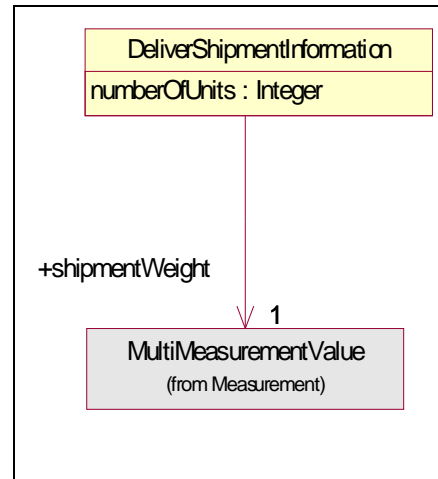 DeliverShipmentInformation
numberOfUnits : Integer
+shipmentWeight
1
MultiMeasurementValue
(from Measurement)